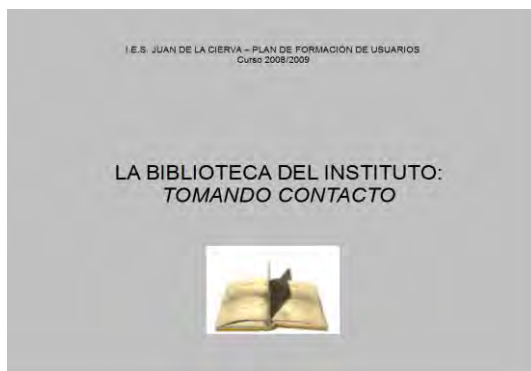 I.E.S. JUAN DE LA CIERVA – PLAN DE FORMACIÓN DE USUARIOS
Curso 2008/2009
LA BIBLIOTECA DEL INSTITUTO:
TOMANDO CONTACTO